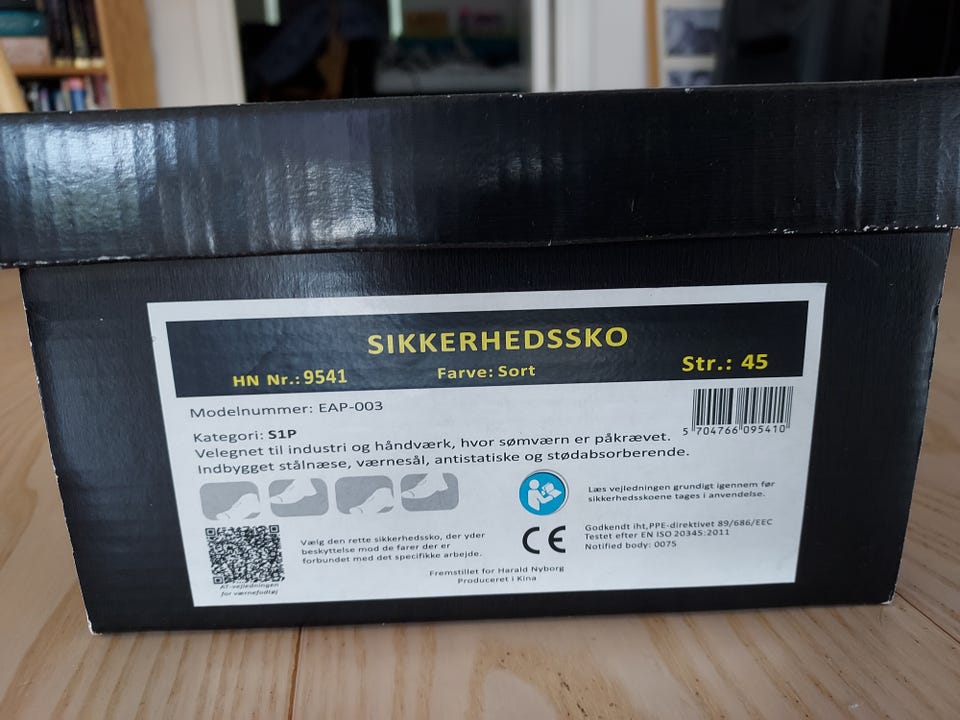 SIKKERHEDSSKO
HN Nr.: 9541 Farve: Sort Str.: 45
Modelnummer: EAP-003
5 704766 095410
Kategori: S1P
Velegnet til industri og håndværk, hvor sømværn er påkrævet.
Indbygget stålnæse, værnesål, antistatiske og stødabsorberende.
Læs vejledningen grundigt igennem før
sikkerhedsskoene tages i anvendelse.
Vælg den rette sikkerhedssko, der yder
beskyttelse mod de farer der er
forbundet med det specifikke arbejde.
CE
Godkendt iht,PPE-direktivet 89/686/EEC
Testet efter EN ISO 20345:2011
Notified body: 0075
AT-vejledningen
for værnefodtøj
Fremstillet for Harald Nyborg
Produceret i Kina